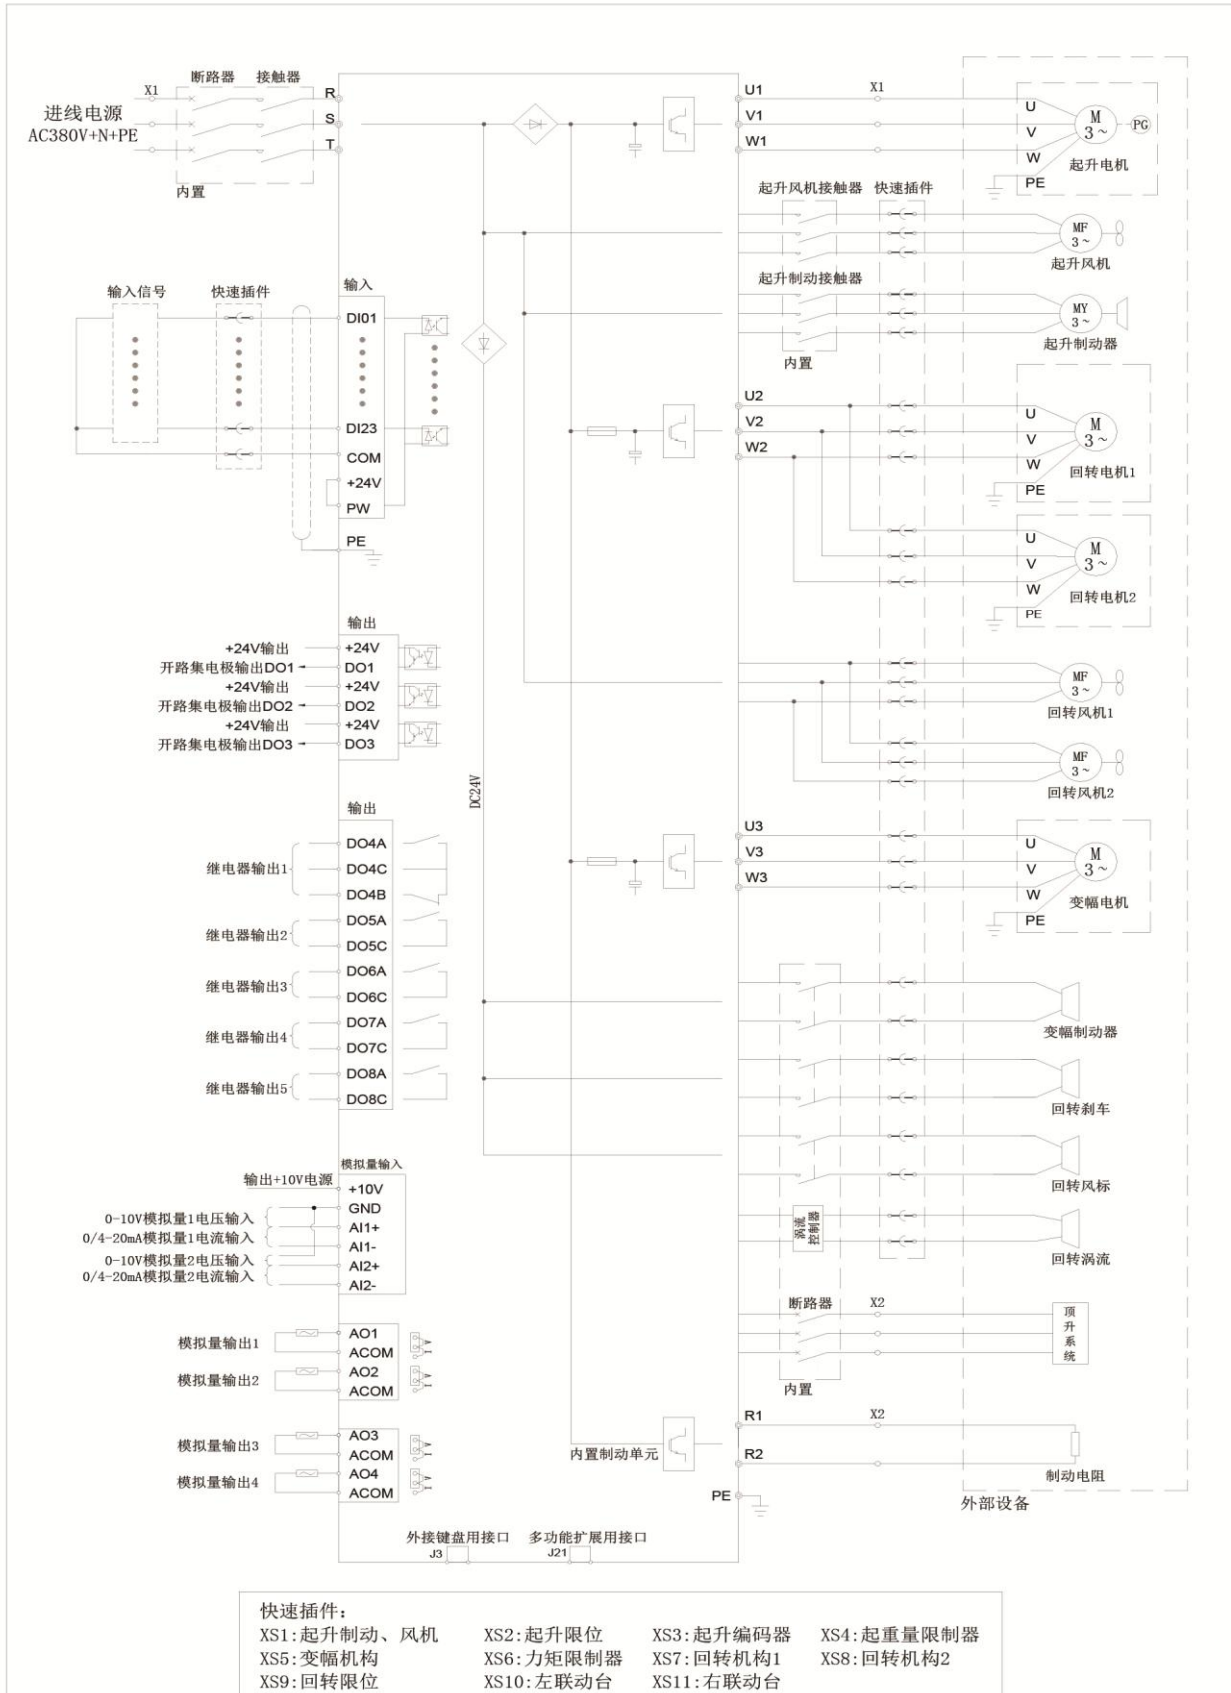 断路器 接触器
X1
进线电源
AC380V+N+PE
R
S
T
内置
U1
V1
W1
X1
U
V
W
PE
M
3~
PG
起升电机
起升风机接触器 快速插件
MF
3~
起升风机
起升制动接触器
MY
3~
起升制动器
内置
输入信号 快速插件 输入
DI01
DI23
COM
+24V
PW
PE
U2
V2
W2
U
V
W
PE
M
3~
回转电机1
U
V
W
PE
M
3~
回转电机2
输出
+24V输出 +24V
开路集电极输出DO1 DO1
+24V输出 +24V
开路集电极输出DO2 DO2
+24V输出 +24V
开路集电极输出DO3 DO3
MF
3~
回转风机1
MF
3~
回转风机2
DC24V
输出
继电器输出1
DO4A
DO4C
DO4B
继电器输出2
DO5A
DO5C
继电器输出3
DO6A
DO6C
继电器输出4
DO7A
DO7C
继电器输出5
DO8A
DO8C
U3
V3
W3
U
V
W
PE
M
3~
变幅电机
变幅制动器
回转刹车
回转风标
涡流
控制器
回转涡流
模拟量输入
输出+10V电源 +10V
GND
0-10V模拟量1电压输入 AI1+
0/4-20mA模拟量1电流输入 AI1-
0-10V模拟量2电压输入 AI2+
0/4-20mA模拟量2电流输入 AI2-
模拟量输出1
AO1
ACOM
V
I
模拟量输出2
AO2
ACOM
V
I
模拟量输出3
AO3
ACOM
V
I
模拟量输出4
AO4
ACOM
V
I
断路器 X2
顶
升
系
统
内置
内置制动单元
R1
X2
R2
制动电阻
PE
外部设备
外接键盘用接口 多功能扩展用接口
J3 J21
快速插件:
XS1:起升制动、风机 XS2:起升限位 XS3:起升编码器 XS4:起重量限制器
XS5:变幅机构 XS6:力矩限制器 XS7:回转机构1 XS8:回转机构2
XS9:回转限位 XS10:左联动台 XS11:右联动台